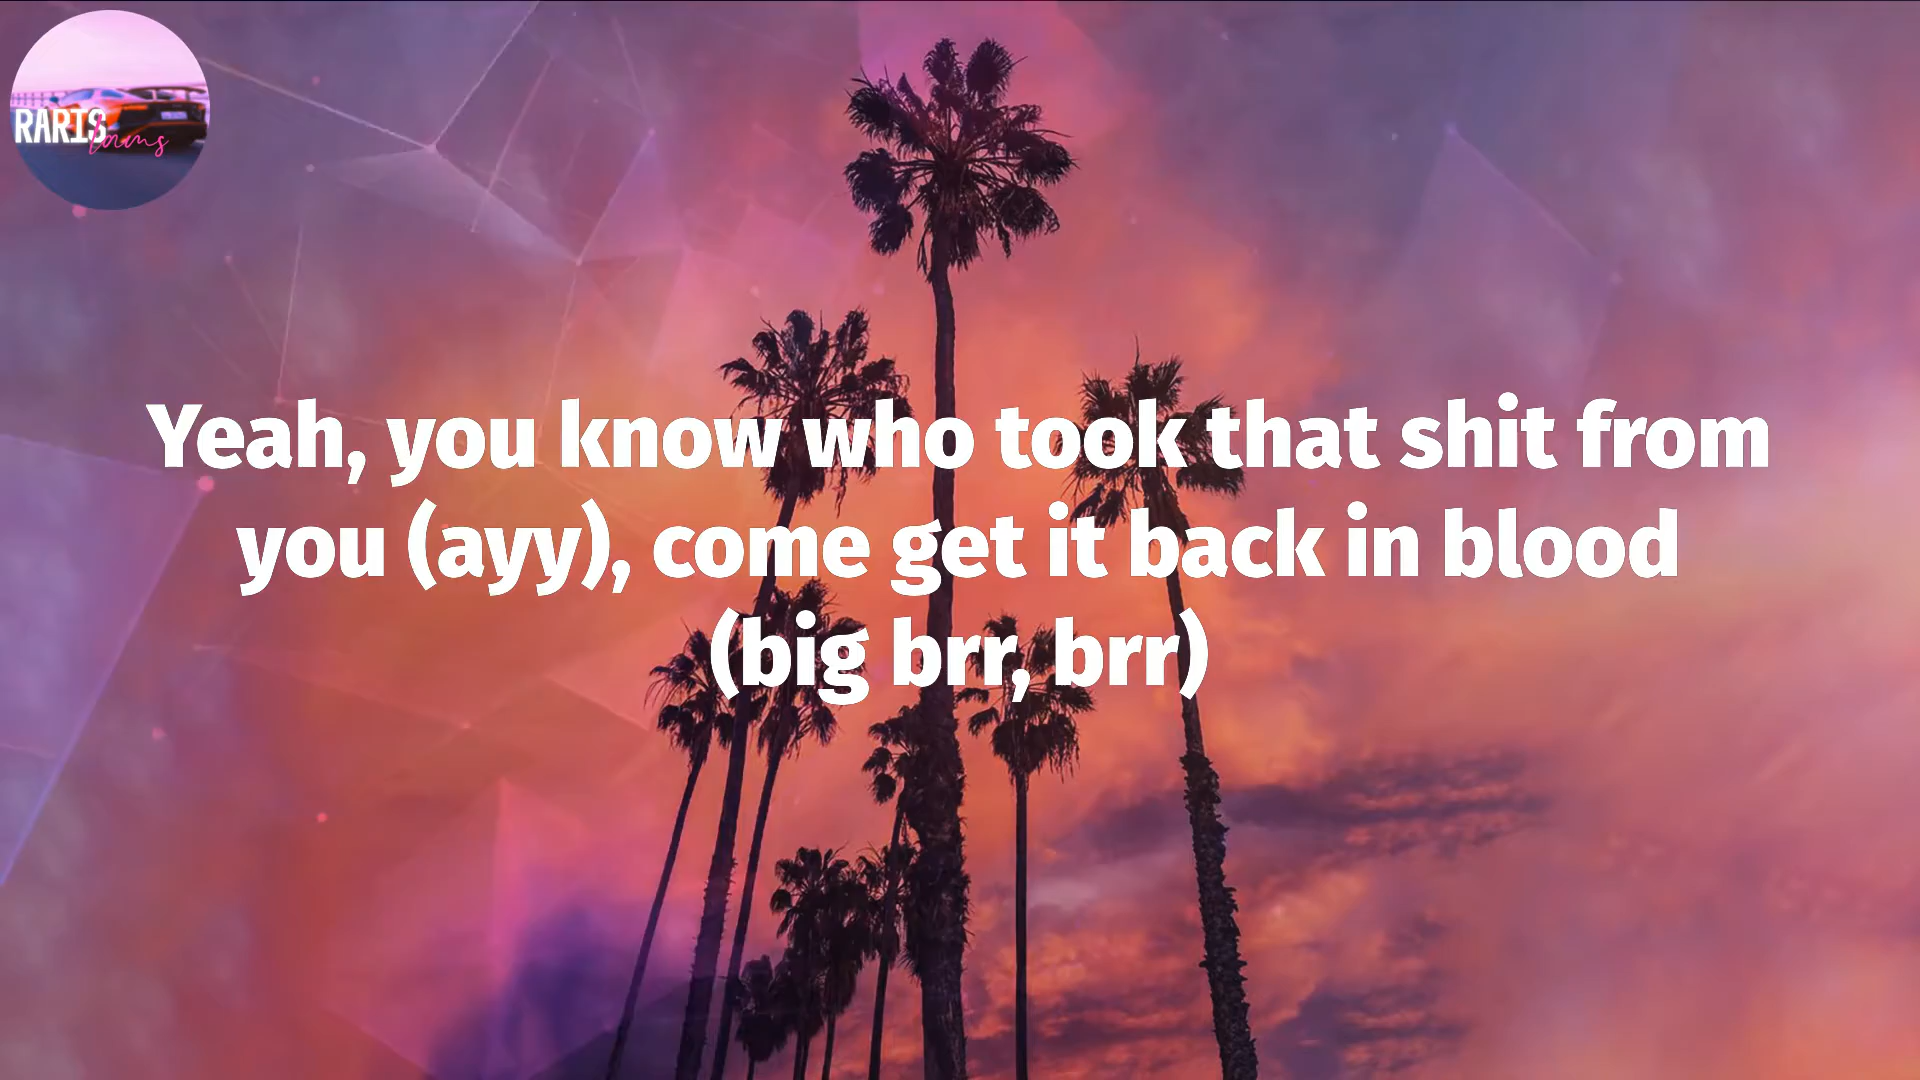 RARIS
lams
Yeah, you know who took that shit from
you (ayy), come get it back in blood
(big brr, brr)